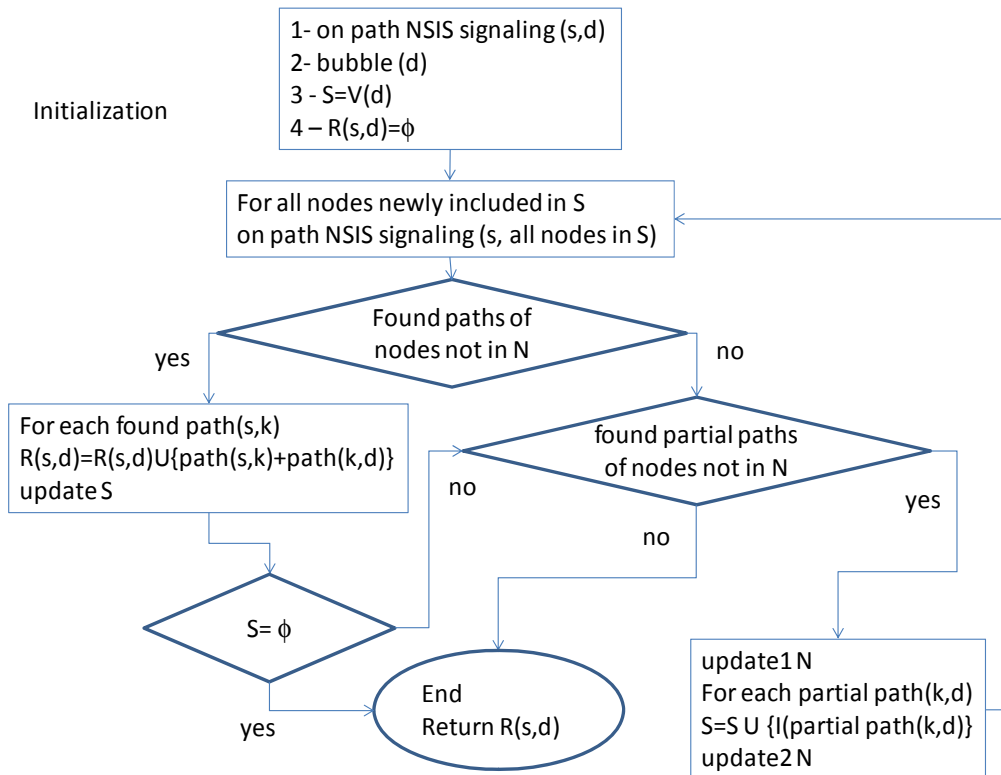 1- on path NSIS signaling (s,d)
2- bubble (d)
3 - S=V(d)
4 – R(s,d)=ϕ
Initialization
For all nodes newly included in S
on path NSIS signaling (s, all nodes in S)
Found paths of
nodes not in N
yes
no
For each found path(s,k)
R(s,d)=R(s,d)U{path(s,k)+path(k,d)}
update S
found partial paths
of nodes not in N
no
yes
no
S= ϕ
yes
End
Return R(s,d)
update1 N
For each partial path(k,d)
S=S U {I(partial path(k,d)}
update2 N